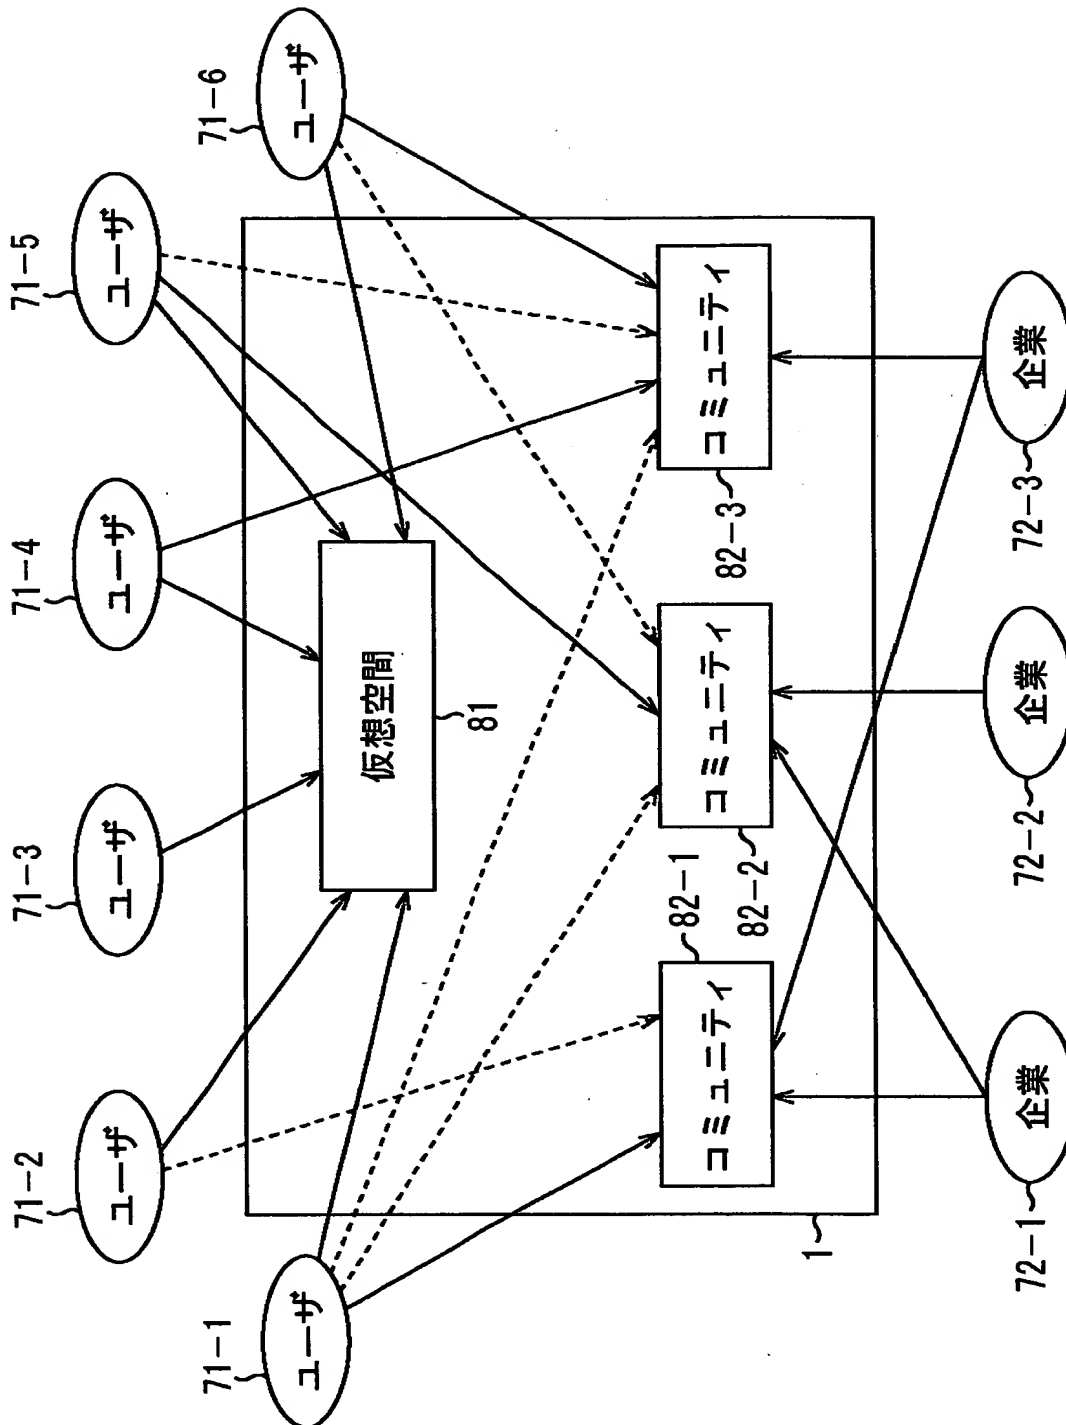 71-1
ユーザ
71-2
ユーザ
71-3
ユーザ
71-4
ユーザ
71-5
ユーザ
71-6
ユーザ
仮想空間
81
コミュニティ
82-1
コミュニティ
82-2
コミュニティ
82-3
1
企業
72-1
企業
72-2
企業
72-3